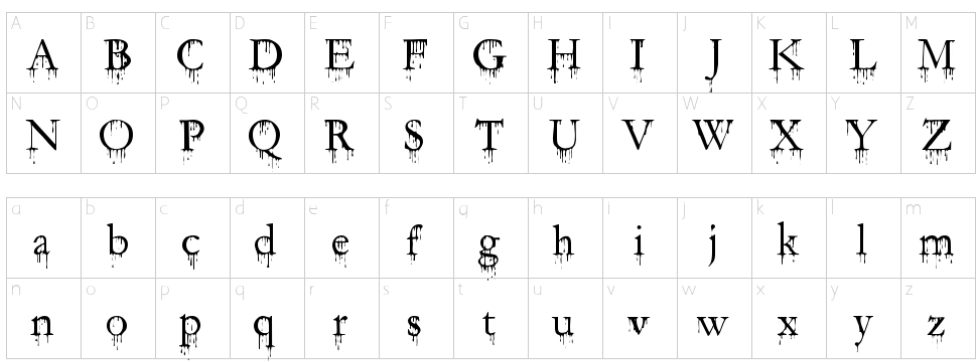 A B C D E F G H I J K L M
A B C D E F G H I J K L M
N O P Q R S T U V W X Y Z
N O P Q R S T U V W X Y Z
a b c d e f g h i j k l m
a b c d e f g h i j k l m
n o p q r s t u v w x y z
n o p q r s t u v w x y z